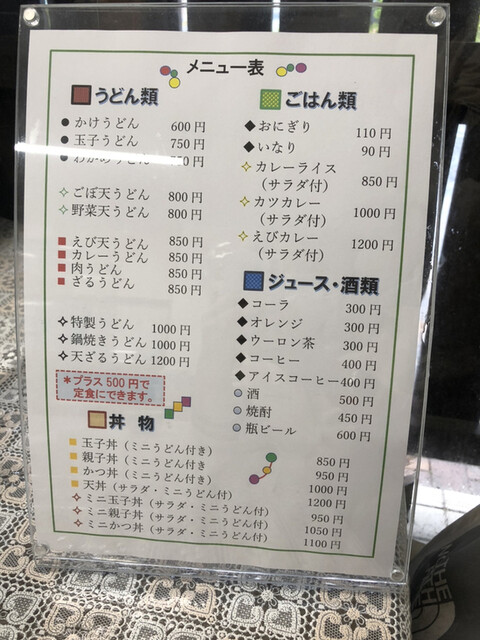 メニュー表
うどん類
● かけうどん 600円
● 玉子うどん 750円
● わかめうどん 750円
✧ ごぼ天うどん 800円
✧ 野菜天うどん 800円
■ えび天うどん 850円
■ カレーうどん 850円
■ 肉うどん 850円
■ ざるうどん 850円
✧ 特製うどん 1000円
✧ 鍋焼きうどん 1000円
✧ 天ざるうどん 1200円
*プラス500円で
定食にできます。
丼 物
■ 玉子丼(ミニうどん付き) 850円
■ 親子丼(ミニうどん付き 950円
■ かつ丼(ミニうどん付き) 1000円
■ 天丼(サラダ・ミニうどん付) 1200円
✧ ミニ玉子丼(サラダ・ミニうどん付) 950円
✧ ミニ親子丼(サラダ・ミニうどん付) 1050円
✧ ミニかつ丼(サラダ・ミニうどん付) 1100円
ごはん類
◆ おにぎり 110円
◆ いなり 90円
✧ カレーライス
(サラダ付) 850円
✧ カツカレー
(サラダ付) 1000円
✧ えびカレー
(サラダ付) 1200円
ジュース・酒類
◆ コーラ 300円
◆ オレンジ 300円
◆ ウーロン茶 300円
◆ コーヒー 400円
◆ アイスコーヒー 400円
● 酒 500円
● 焼酎 450円
● 瓶ビール 600円